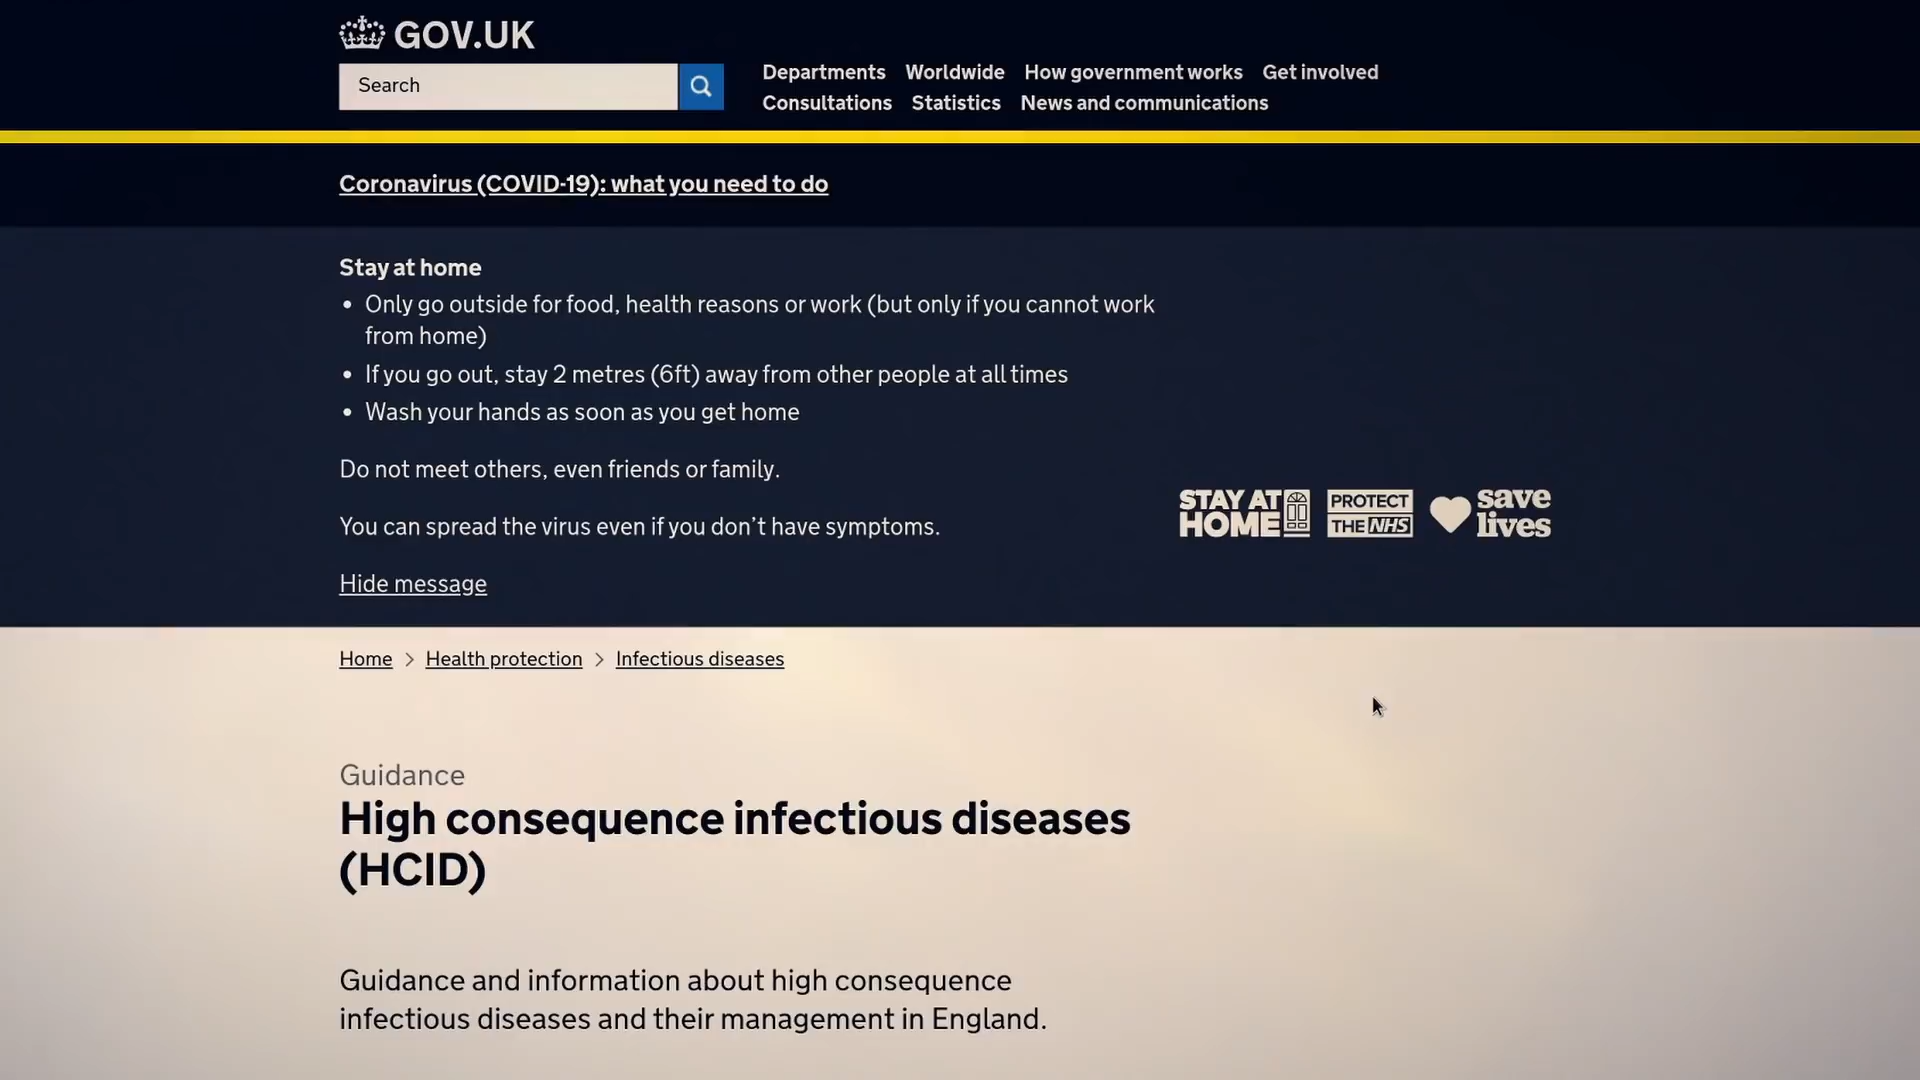 GOV.UK
Search
Departments Worldwide How government works Get involved
Consultations Statistics News and communications
Coronavirus (COVID-19): what you need to do
Stay at home
• Only go outside for food, health reasons or work (but only if you cannot work
from home)
• If you go out, stay 2 metres (6ft) away from other people at all times
• Wash your hands as soon as you get home
Do not meet others, even friends or family.
You can spread the virus even if you don’t have symptoms.
Hide message
STAY AT
HOME
PROTECT
THE NHS
save
lives
Home > Health protection > Infectious diseases
Guidance
High consequence infectious diseases
(HCID)
Guidance and information about high consequence
infectious diseases and their management in England.